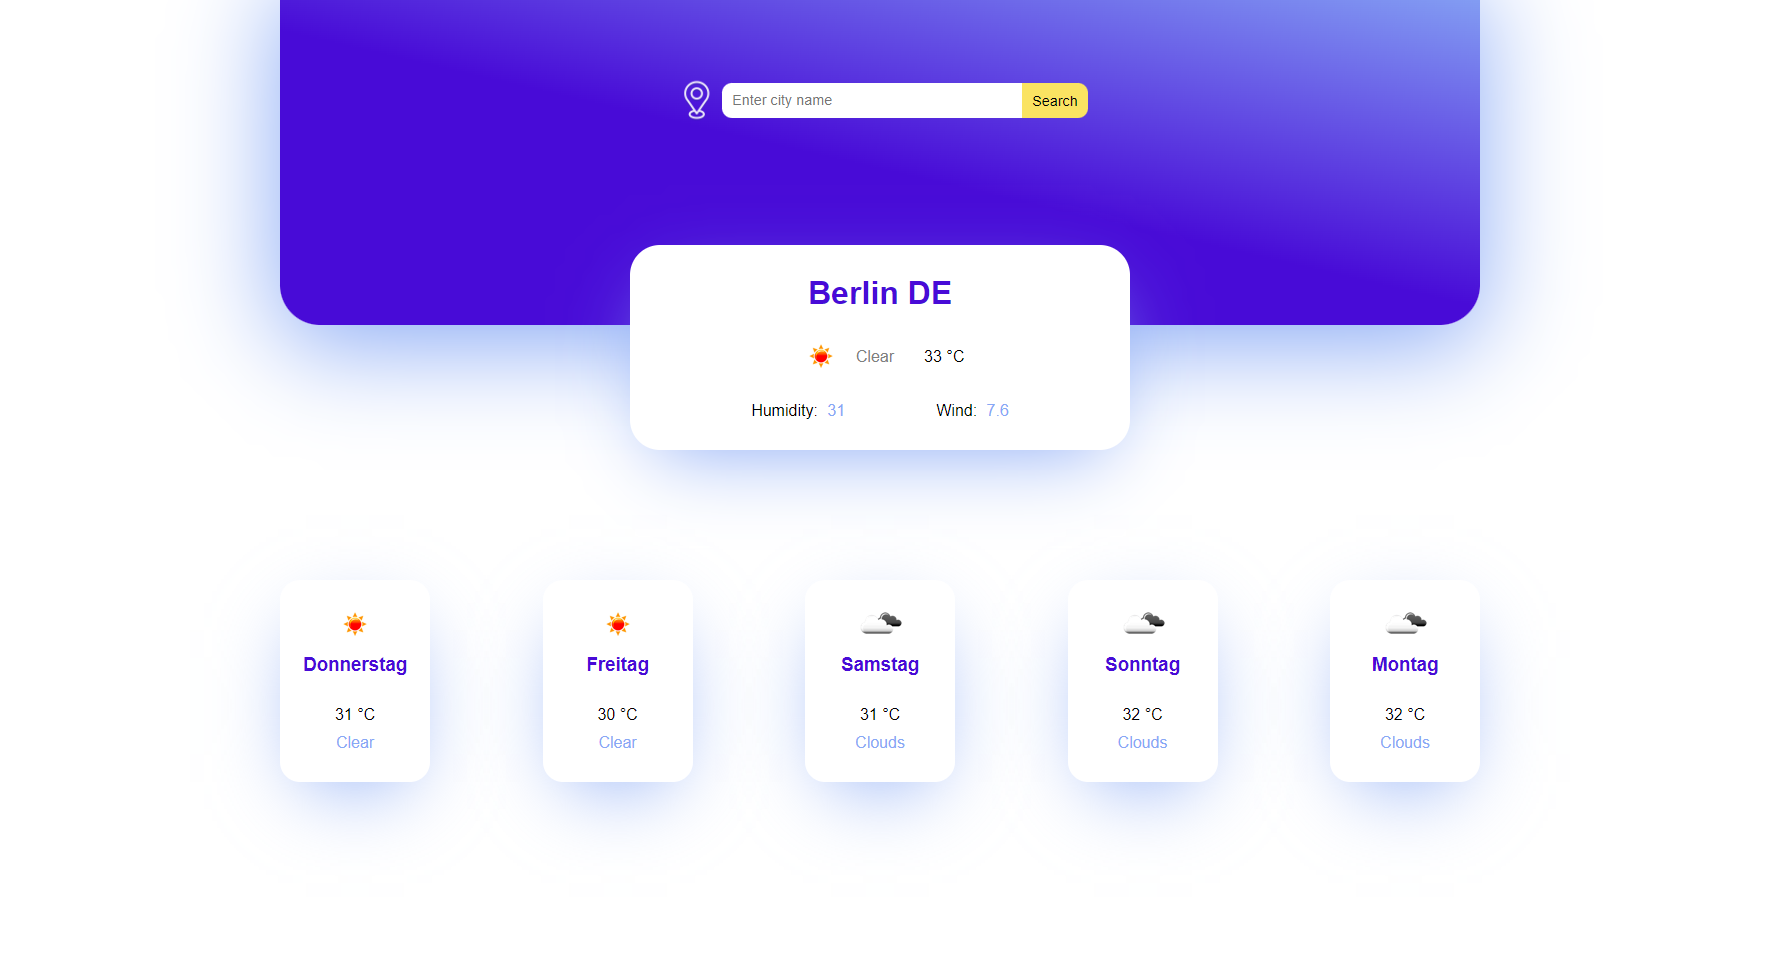 Enter city name
Search
Berlin DE
Clear 33 °C
Humidity: 31 Wind: 7.6
Donnerstag
31 °C
Clear
Freitag
30 °C
Clear
Samstag
31 °C
Clouds
Sonntag
32 °C
Clouds
Montag
32 °C
Clouds